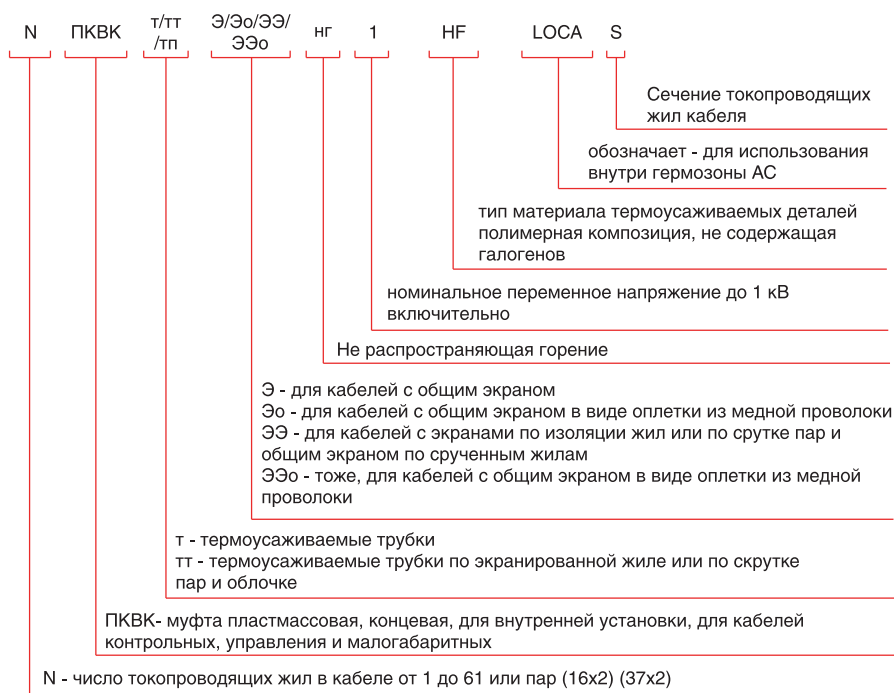 N ПКВК т/тт Э/Эо/ЭЭ/ нг 1 HF LOCA S
/тп ЭЭо
Сечение токопроводящих
жил кабеля
обозначает - для использования
внутри гермозоны АС
тип материала термоусаживаемых деталей
полимерная композиция, не содержащая
галогенов
номинальное переменное напряжение до 1 кВ
включительно
Не распространяющая горение
Э - для кабелей с общим экраном
Эо - для кабелей с общим экраном в виде оплетки из медной проволоки
ЭЭ - для кабелей с экранами по изоляции жил или по срутке пар и
общим экраном по срученным жилам
ЭЭо - тоже, для кабелей с общим экраном в виде оплетки из медной
проволоки
т - термоусаживаемые трубки
тт - термоусаживаемые трубки по экранированной жиле или по скрутке
пар и облочке
ПКВК- муфта пластмассовая, концевая, для внутренней установки, для кабелей
контрольных, управления и малогабаритных
N - число токопроводящих жил в кабеле от 1 до 61 или пар (16х2) (37х2)